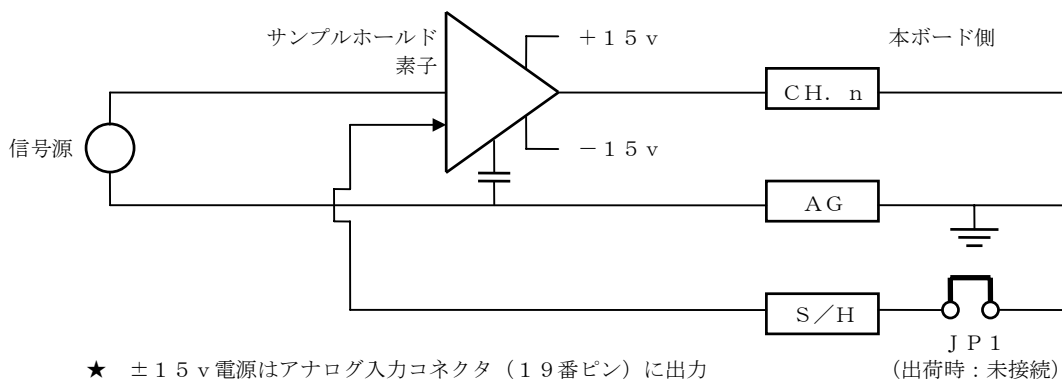 サンプルホールド
素子
+15v
本ボード側
CH. n
信号源
-15v
AG
S/H
JP1
★ ±15v電源はアナログ入力コネクタ(19番ピン)に出力
(出荷時:未接続)